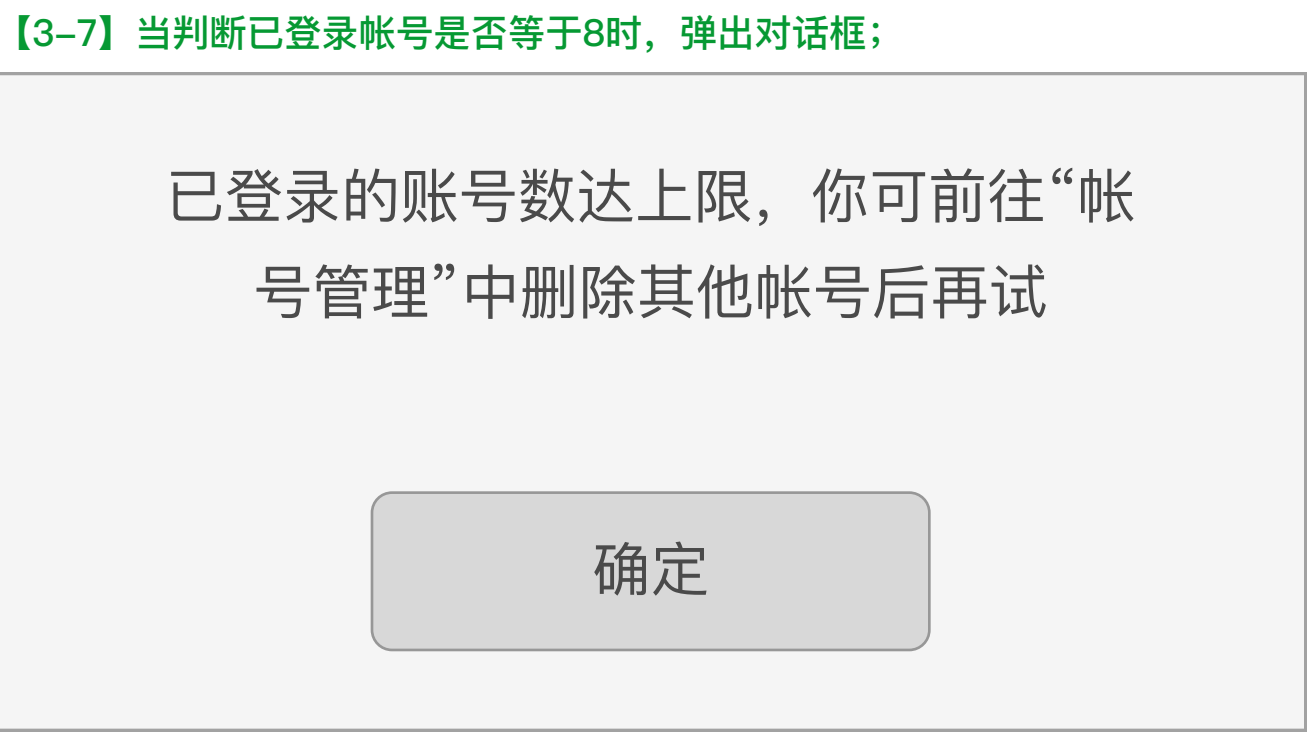 【3-7】当判断已登录帐号是否等于8时，弹出对话框；
已登录的账号数达上限，你可前往“帐
号管理”中删除其他帐号后再试
确定